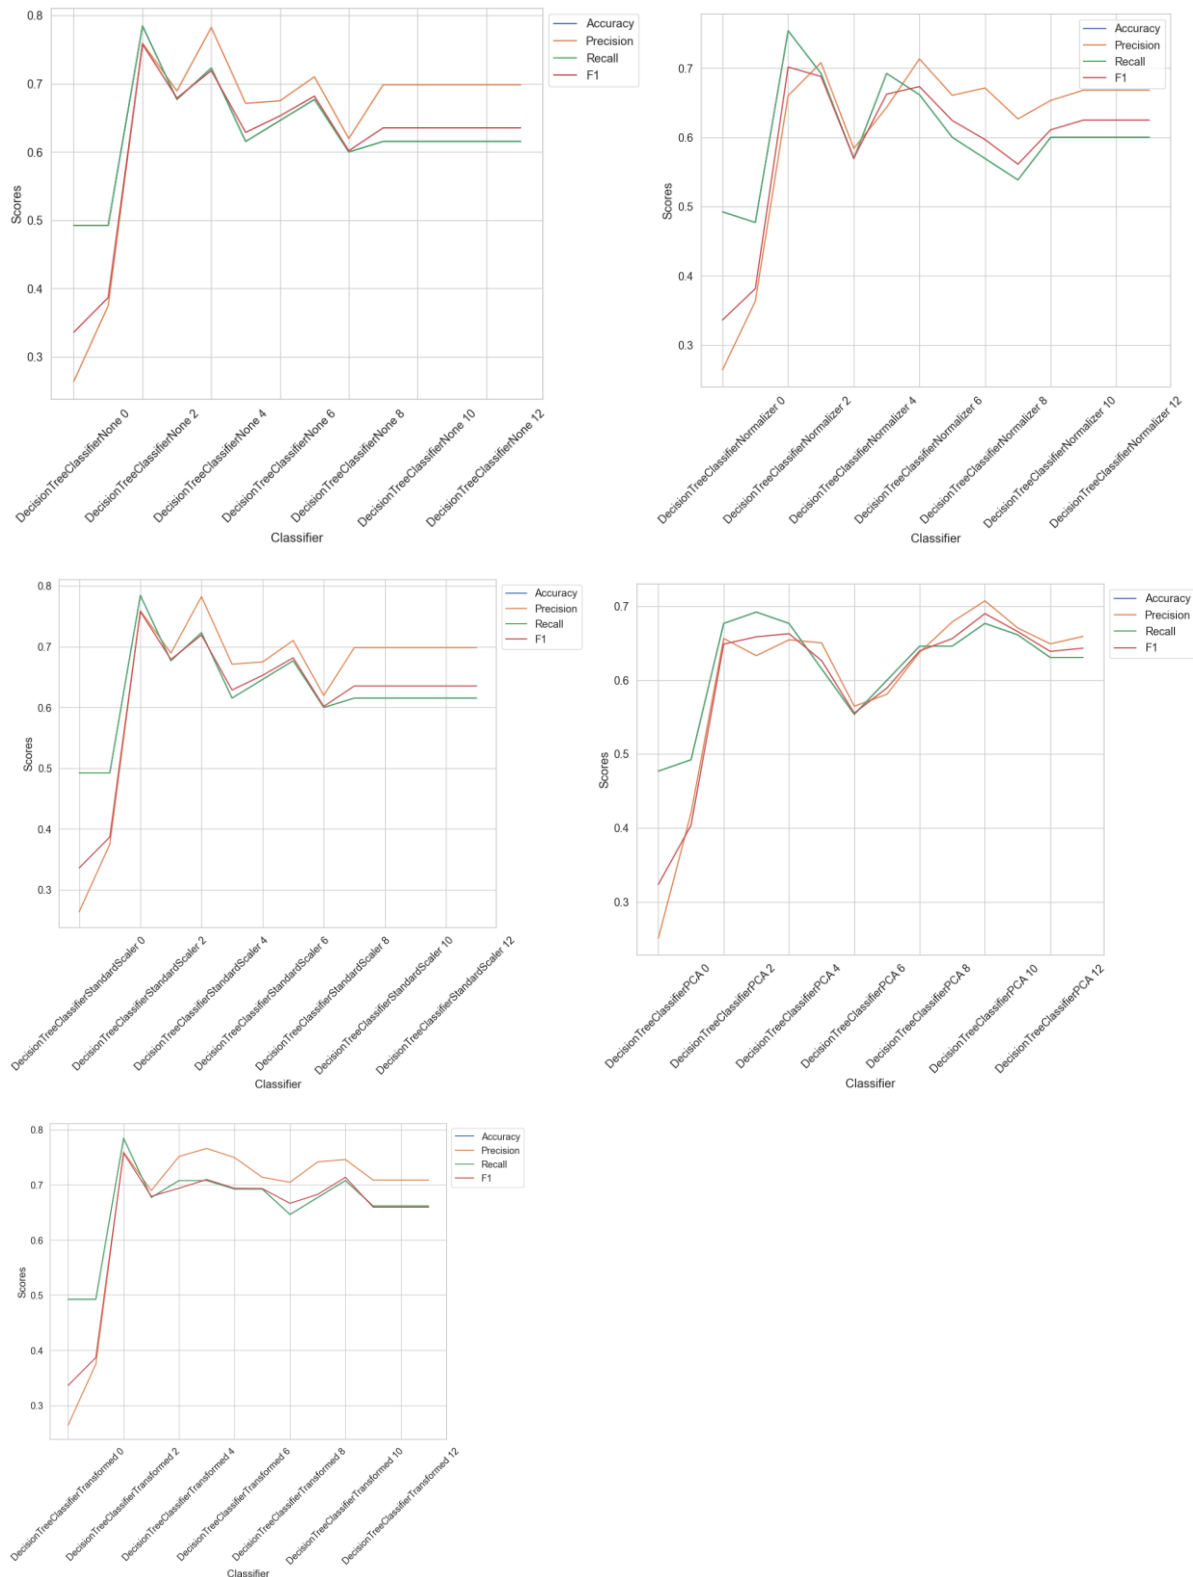 0.8
0.7
0.6
0.5
0.4
0.3
Scores
DecisionTreeClassifierNone 0
DecisionTreeClassifierNone 2
DecisionTreeClassifierNone 4
DecisionTreeClassifierNone 6
DecisionTreeClassifierNone 8
DecisionTreeClassifierNone 10
DecisionTreeClassifierNone 12
Classifier
Accuracy
Precision
Recall
F1
0.7
0.6
0.5
0.4
0.3
Scores
DecisionTreeClassifierNormalizer 0
DecisionTreeClassifierNormalizer 2
DecisionTreeClassifierNormalizer 4
DecisionTreeClassifierNormalizer 6
DecisionTreeClassifierNormalizer 8
DecisionTreeClassifierNormalizer 10
DecisionTreeClassifierNormalizer 12
Classifier
Accuracy
Precision
Recall
F1
0.8
0.7
0.6
0.5
0.4
0.3
Scores
DecisionTreeClassifierStandardScaler 0
DecisionTreeClassifierStandardScaler 2
DecisionTreeClassifierStandardScaler 4
DecisionTreeClassifierStandardScaler 6
DecisionTreeClassifierStandardScaler 8
DecisionTreeClassifierStandardScaler 10
DecisionTreeClassifierStandardScaler 12
Classifier
Accuracy
Precision
Recall
F1
0.7
0.6
0.5
0.4
0.3
Scores
DecisionTreeClassifierPCA 0
DecisionTreeClassifierPCA 2
DecisionTreeClassifierPCA 4
DecisionTreeClassifierPCA 6
DecisionTreeClassifierPCA 8
DecisionTreeClassifierPCA 10
DecisionTreeClassifierPCA 12
Classifier
Accuracy
Precision
Recall
F1
0.8
0.7
0.6
0.5
0.4
0.3
Scores
DecisionTreeClassifierTransformed 0
DecisionTreeClassifierTransformed 2
DecisionTreeClassifierTransformed 4
DecisionTreeClassifierTransformed 6
DecisionTreeClassifierTransformed 8
DecisionTreeClassifierTransformed 10
DecisionTreeClassifierTransformed 12
Classifier
Accuracy
Precision
Recall
F1